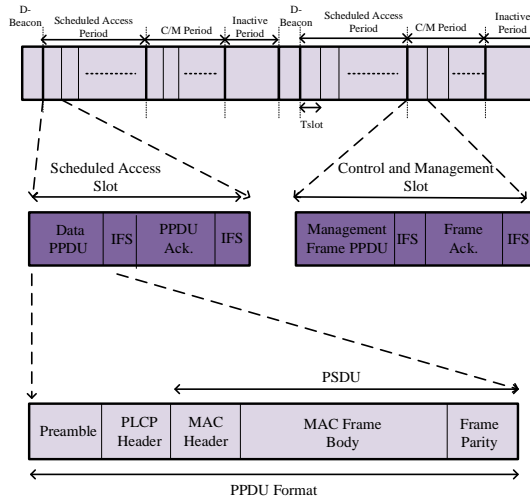 D-
Beacon
Scheduled Access
Period
C/M Period
Inactive
Period
D-
Beacon
Scheduled Access
Period
C/M Period
Inactive
Period
Tslot
Scheduled Access
Slot
Control and Management
Slot
Data
PPDU
IFS
PPDU
Ack.
IFS
Management
Frame PPDU
IFS
Frame
Ack.
IFS
PSDU
Preamble
PLCP
Header
MAC
Header
MAC Frame
Body
Frame
Parity
PPDU Format